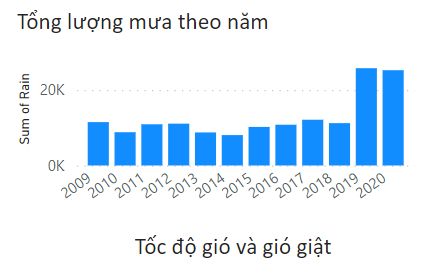 Tổng lượng mưa theo năm
Sum of Rain
20K
0K
2009 2010 2011 2012 2013 2014 2015 2016 2017 2018 2019 2020
Tốc độ gió và gió giật